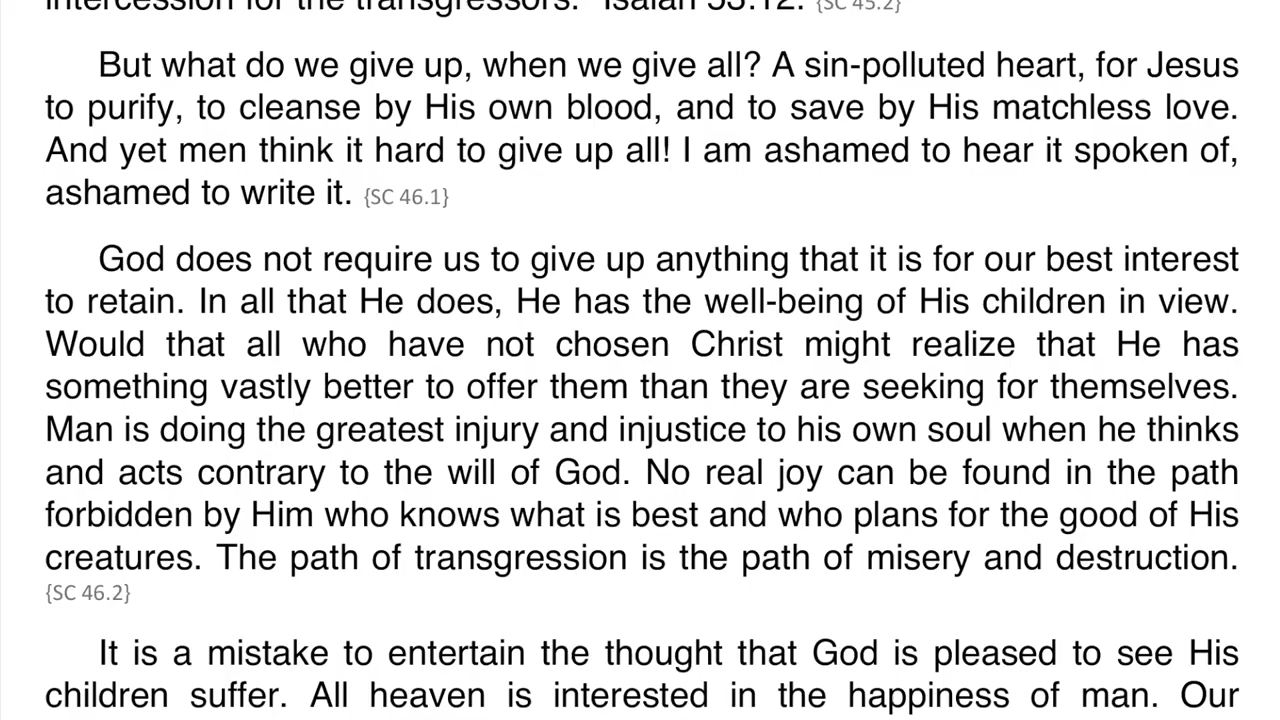 intercession for the transgressors." Isaiah 53:12. {SC 45.2}
But what do we give up, when we give all? A sin-polluted heart, for Jesus
to purify, to cleanse by His own blood, and to save by His matchless love.
And yet men think it hard to give up all! I am ashamed to hear it spoken of,
ashamed to write it. {SC 46.1}
God does not require us to give up anything that it is for our best interest
to retain. In all that He does, He has the well-being of His children in view.
Would that all who have not chosen Christ might realize that He has
something vastly better to offer them than they are seeking for themselves.
Man is doing the greatest injury and injustice to his own soul when he thinks
and acts contrary to the will of God. No real joy can be found in the path
forbidden by Him who knows what is best and who plans for the good of His
creatures. The path of transgression is the path of misery and destruction.
{SC 46.2}
It is a mistake to entertain the thought that God is pleased to see His
children suffer. All heaven is interested in the happiness of man. Our